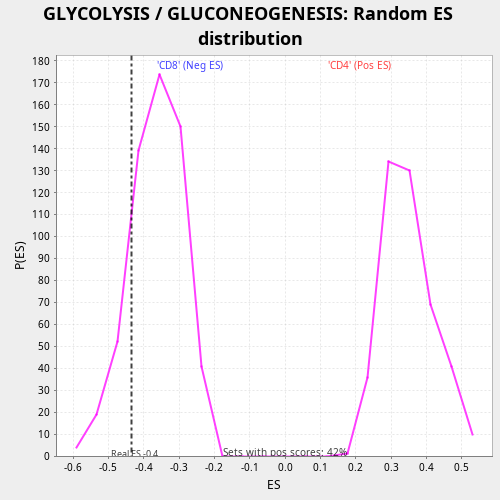 GLYCOLYSIS / GLUCONEOGENESIS: Random ES
distribution
'CD8' (Neg ES)
'CD4' (Pos ES)
180
170
160
150
140
130
120
110
100
90
80
70
60
50
40
30
20
10
0
P(ES)
Real ES -0.4
Sets with pos scores: 42%
-0.6 -0.5 -0.4 -0.3 -0.2 -0.1 0.0 0.1 0.2 0.3 0.4 0.5
ES